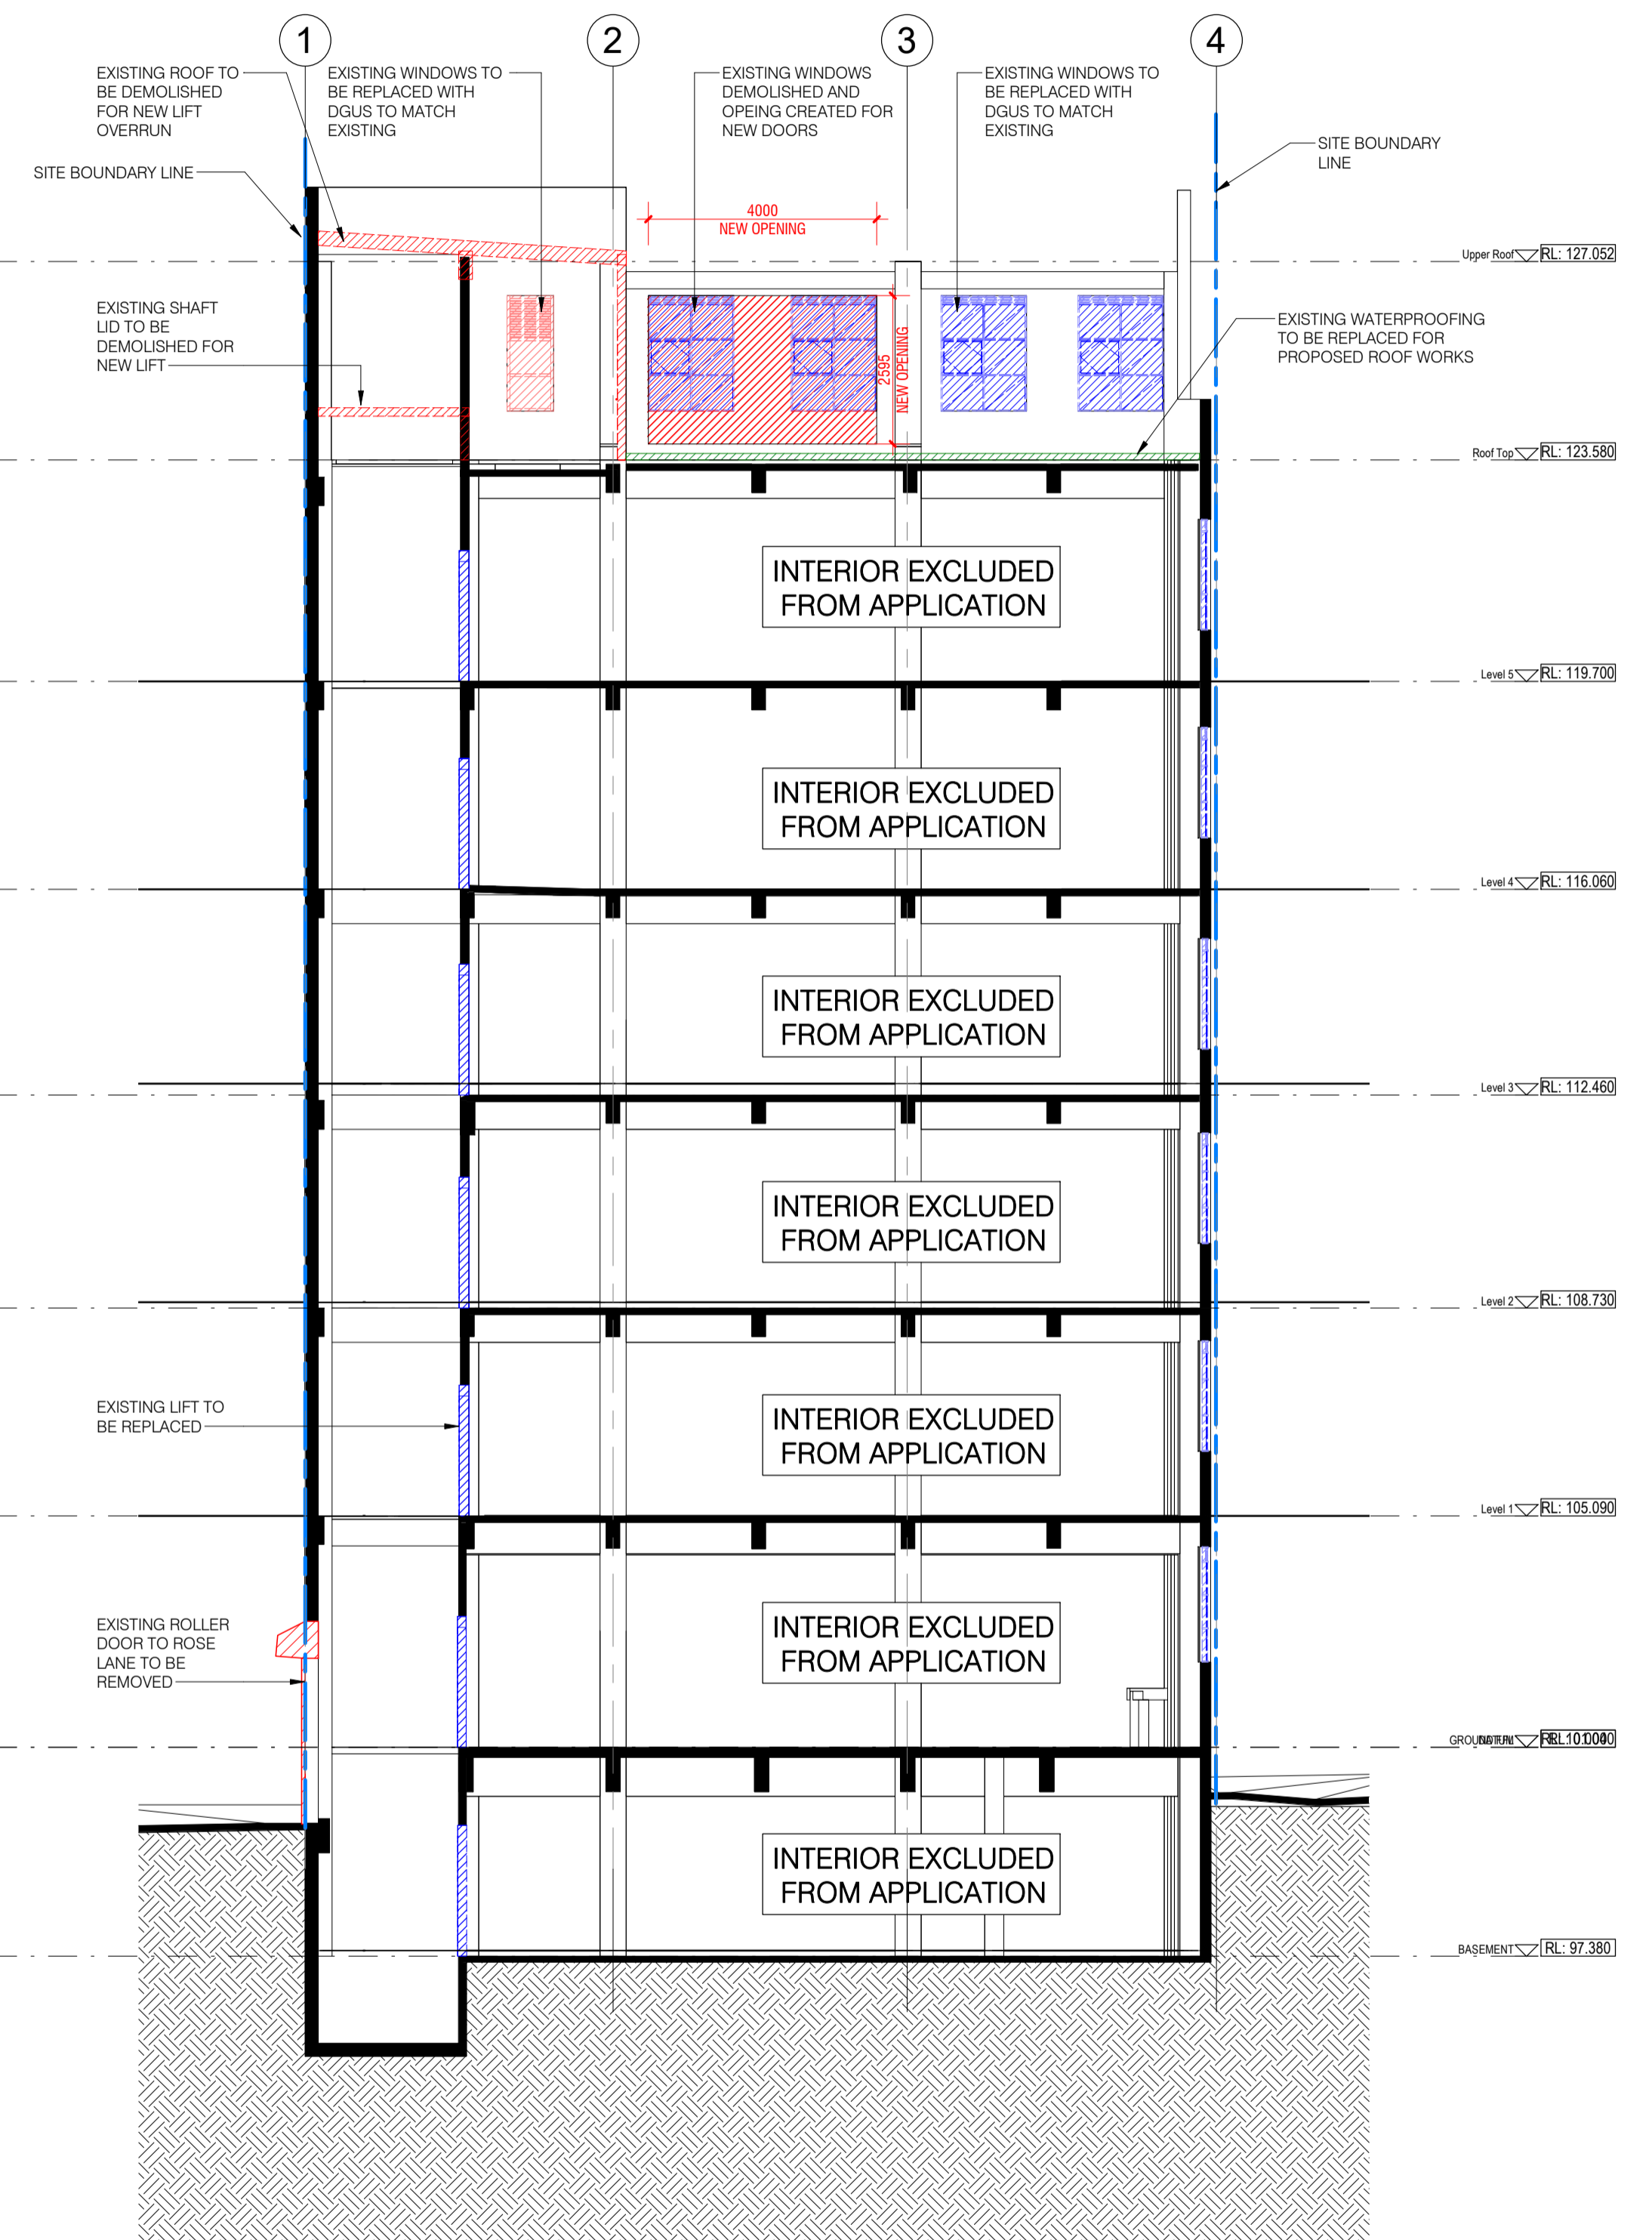 1
2
3
4
EXISTING ROOF TO
BE DEMOLISHED
FOR NEW LIFT
OVERRUN
EXISTING WINDOWS TO
BE REPLACED WITH
DGUS TO MATCH
EXISTING
EXISTING WINDOWS
DEMOLISHED AND
OPEING CREATED FOR
NEW DOORS
EXISTING WINDOWS TO
BE REPLACED WITH
DGUS TO MATCH
EXISTING
SITE BOUNDARY
LINE
SITE BOUNDARY LINE
4000
NEW OPENING
Upper Roof RL: 127.052
EXISTING SHAFT
LID TO BE
DEMOLISHED FOR
NEW LIFT
2595
NEW OPENING
EXISTING WATERPROOFING
TO BE REPLACED FOR
PROPOSED ROOF WORKS
Roof Top RL: 123.580
INTERIOR EXCLUDED
FROM APPLICATION
Level 5 RL: 119.700
INTERIOR EXCLUDED
FROM APPLICATION
Level 4 RL: 116.060
INTERIOR EXCLUDED
FROM APPLICATION
Level 3 RL: 112.460
INTERIOR EXCLUDED
FROM APPLICATION
Level 2 RL: 108.730
EXISTING LIFT TO
BE REPLACED
INTERIOR EXCLUDED
FROM APPLICATION
Level 1 RL: 105.090
EXISTING ROLLER
DOOR TO ROSE
LANE TO BE
REMOVED
INTERIOR EXCLUDED
FROM APPLICATION
INTERIOR EXCLUDED
FROM APPLICATION
BASEMENT RL: 97.380